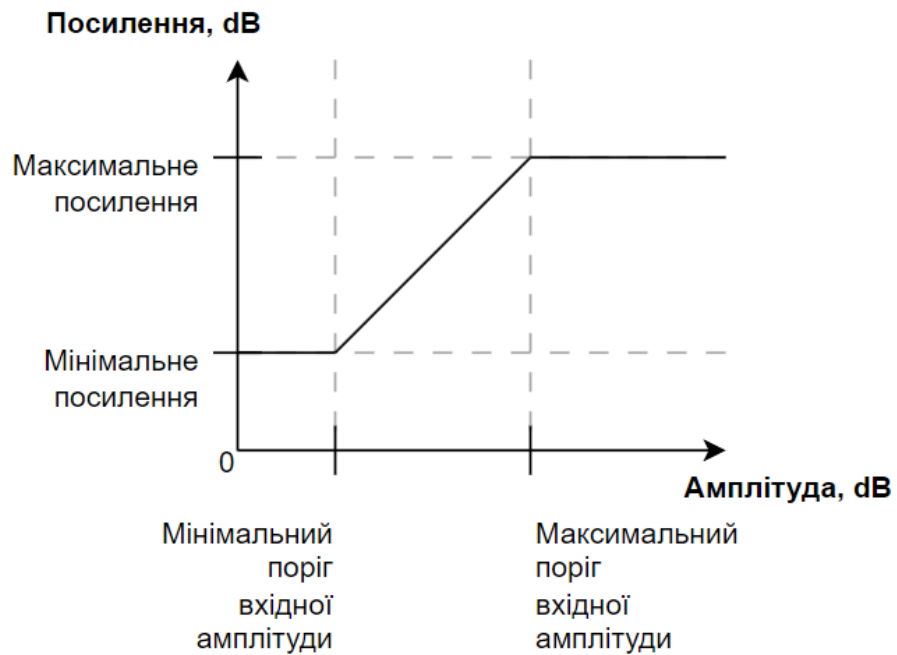 Посилення, dB
Максимальне
посилення
Мінімальне
посилення
0
Амплітуда, dB
Мінімальний
поріг
вхідної
амплітуди
Максимальний
поріг
вхідної
амплітуди